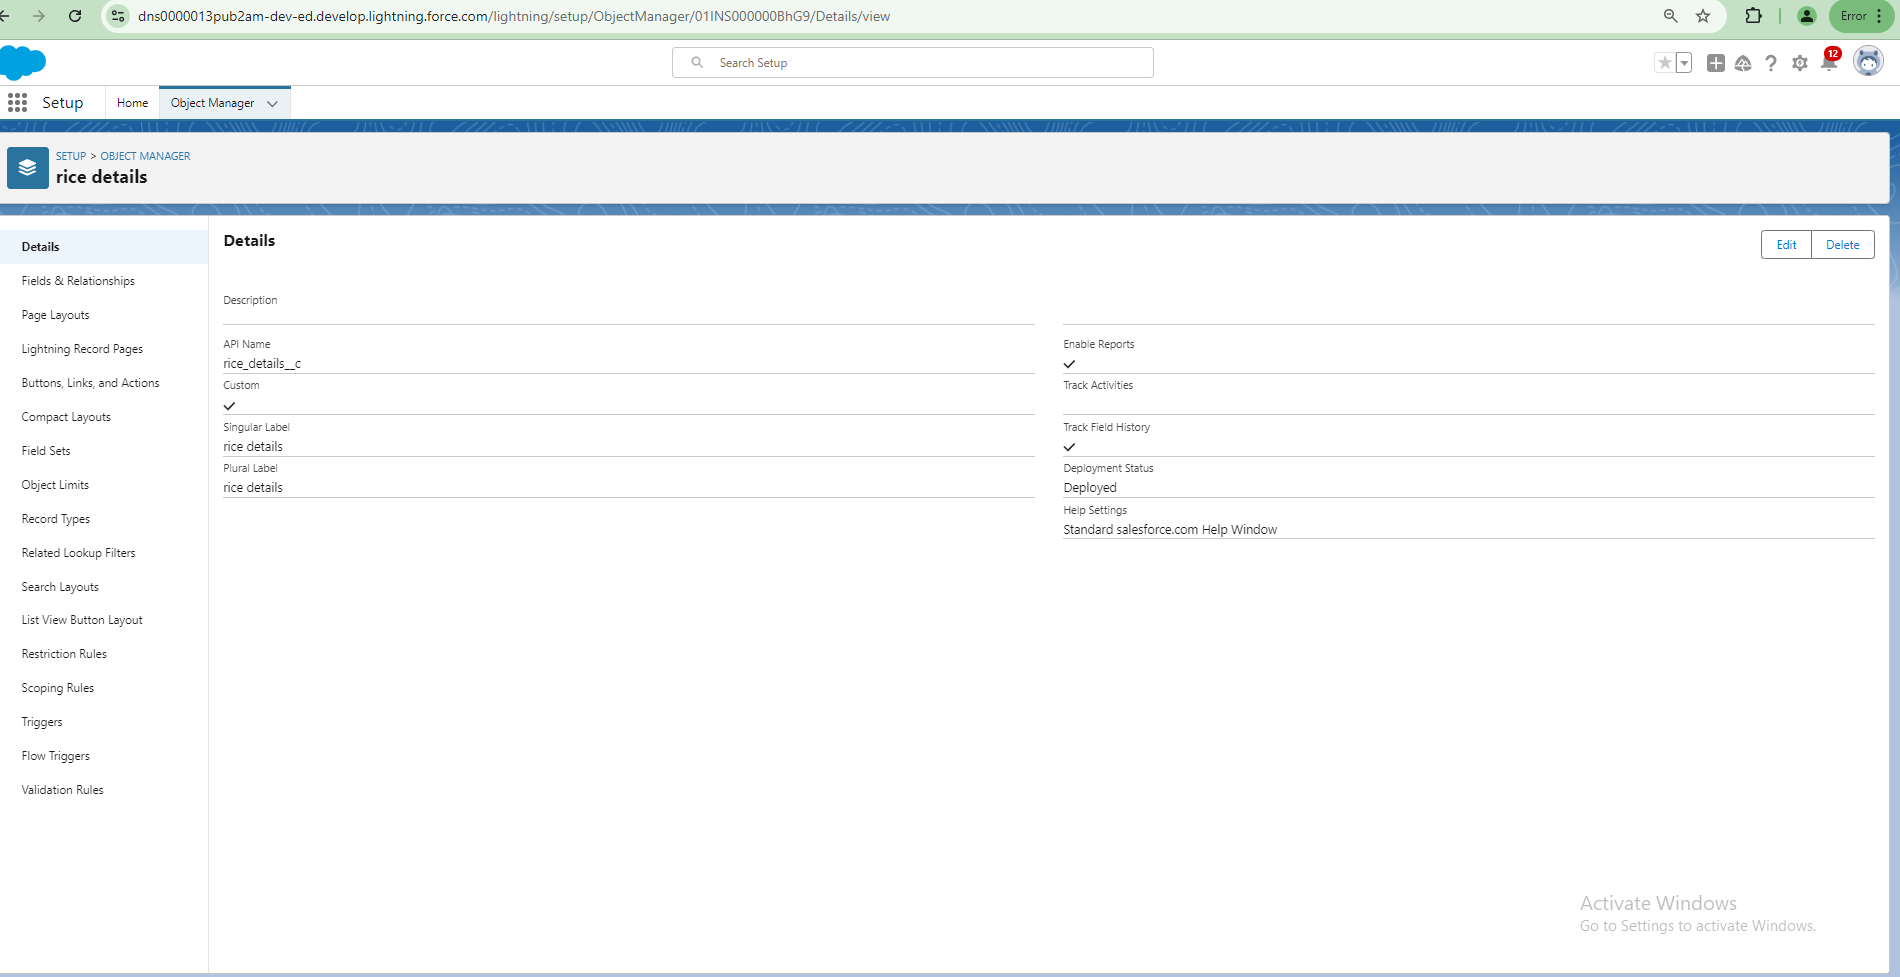 dns0000013pub2am-dev-ed.develop.lightning.force.com/lightning/setup/ObjectManager/01INS000000BhG9/Details/view
Error
Search Setup
12
Setup
Home
Object Manager
SETUP > OBJECT MANAGER
rice details
Details
Fields & Relationships
Page Layouts
Lightning Record Pages
Buttons, Links, and Actions
Compact Layouts
Field Sets
Object Limits
Record Types
Related Lookup Filters
Search Layouts
List View Button Layout
Restriction Rules
Scoping Rules
Triggers
Flow Triggers
Validation Rules
Details
Edit
Delete
Description
API Name
rice_details__c
Custom
Singular Label
rice details
Plural Label
rice details
Enable Reports
Track Activities
Track Field History
Deployment Status
Deployed
Help Settings
Standard salesforce.com Help Window
Activate Windows
Go to Settings to activate Windows.